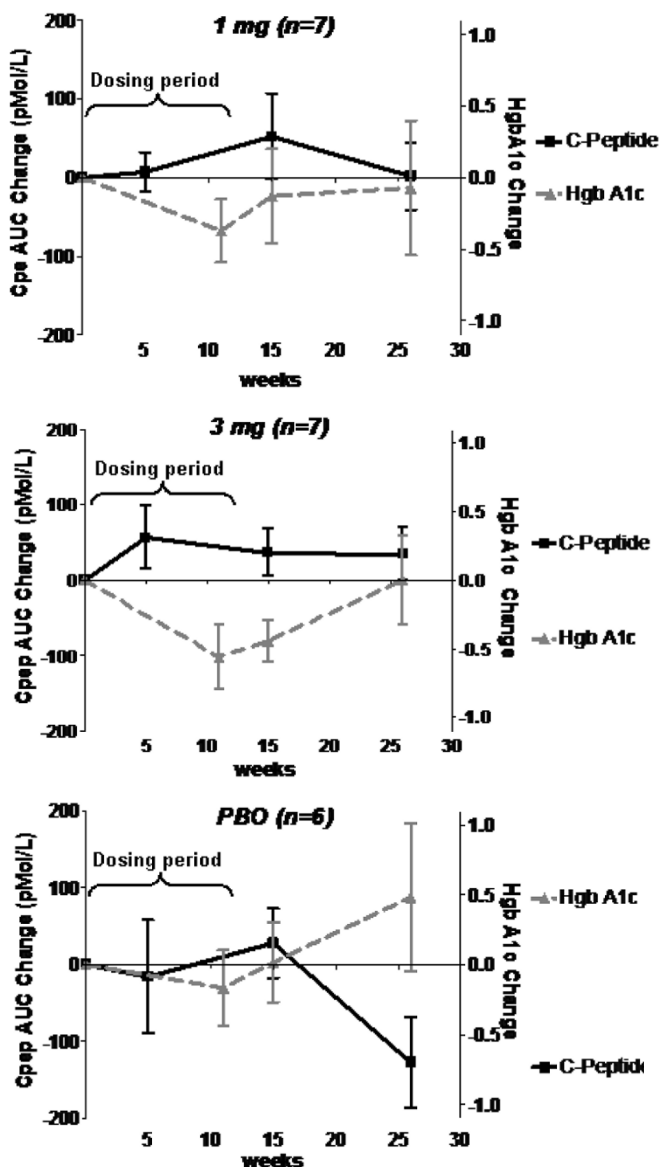 1 mg (n=7)
Dosing period
Cpe AUC Change (pMol/L)
200
100
0
-100
-200
HgbA1c Change
1.0
0.5
0.0
-0.5
-1.0
5 10 15 20 25 30
weeks
C-Peptide
Hgb A1c
3 mg (n=7)
Dosing period
Cpep AUC Change (pMol/L)
200
100
0
-100
-200
Hgb A1c Change
1.0
0.5
0.0
-0.5
-1.0
5 10 15 20 25 30
weeks
C-Peptide
Hgb A1c
PBO (n=6)
Dosing period
Cpep AUC Change (pMol/L)
200
100
0
-100
-200
Hgb A1c Change
1.0
0.5
0.0
-0.5
-1.0
5 10 15 20 25 30
weeks
Hgb A1c
C-Peptide